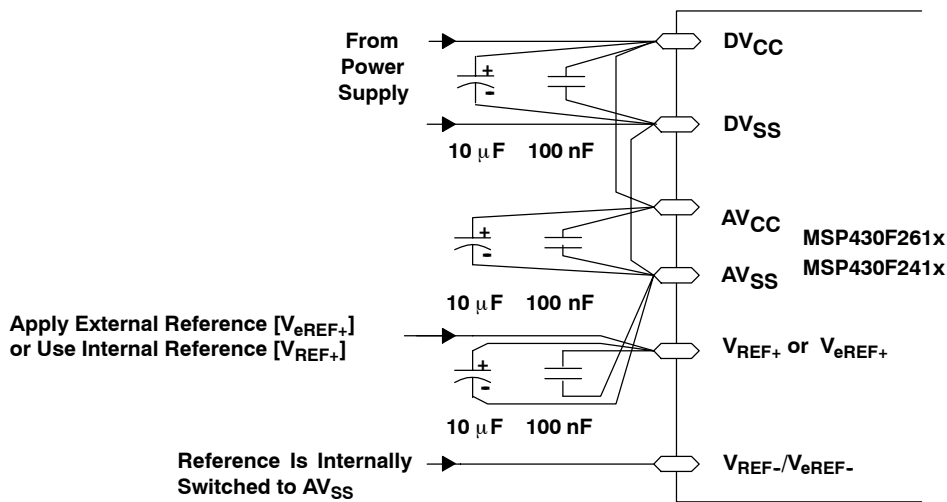 From
Power
Supply
DVCC
+
-
DVSS
10 μF 100 nF
AVCC
MSP430F261x
+
-
AVSS
MSP430F241x
10 μF 100 nF
Apply External Reference [VeREF+]
or Use Internal Reference [VREF+]
VREF+ or VeREF+
+
-
10 μF 100 nF
Reference Is Internally
Switched to AVSS
VREF-/VeREF-